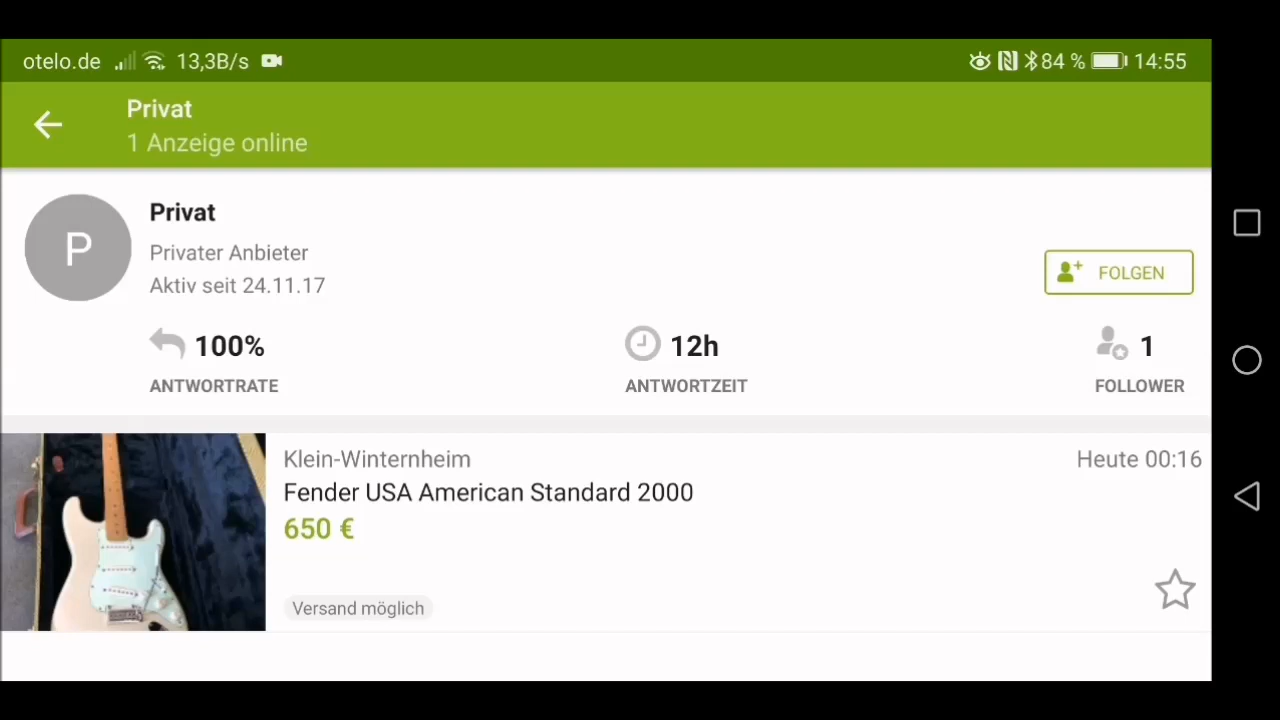 otelo.de 13,3B/s 84 % 14:55
Privat
1 Anzeige online
P
Privat
Privater Anbieter
Aktiv seit 24.11.17
FOLGEN
100%
ANTWORTRATE
12h
ANTWORTZEIT
1
FOLLOWER
Klein-Winternheim Heute 00:16
Fender USA American Standard 2000
650 €
Versand möglich